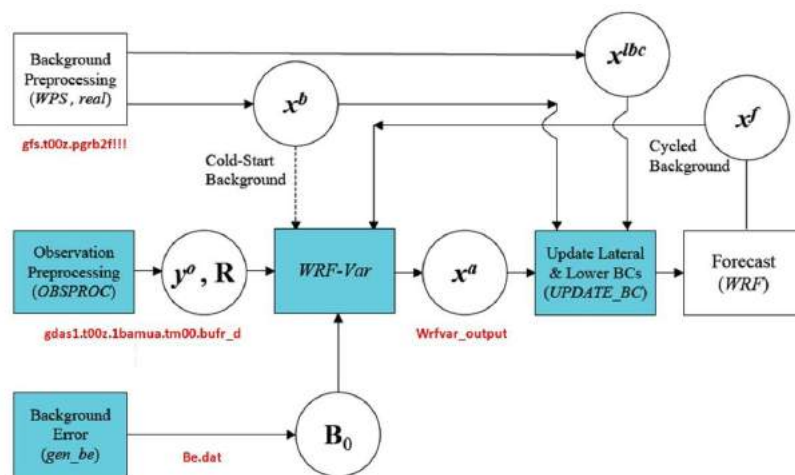 Background
Preprocessing
(WPS , real)
gfs.t00z.pgrb2f!!!
x^b
x^lbc
x^f
Cold-Start
Background
Cycled
Background
Observation
Preprocessing
(OBSPROC)
y^o , R
WRF-Var
x^a
Update Lateral
& Lower BCs
(UPDATE_BC)
Forecast
(WRF)
gdas1.t00z.1bamua.tm00.bufr_d
Wrfvar_output
Background
Error
(gen_be)
Be.dat
B₀